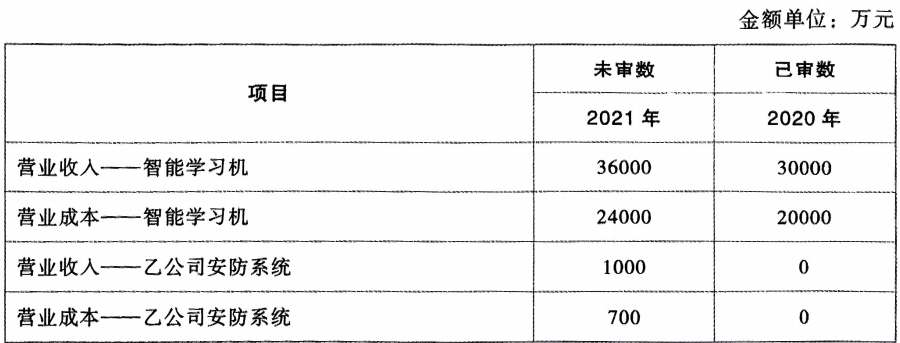 金额单位：万元
项目 未审数 已审数
2021 年 2020 年
营业收入——智能学习机 36000 30000
营业成本——智能学习机 24000 20000
营业收入——乙公司安防系统 1000 0
营业成本——乙公司安防系统 700 0